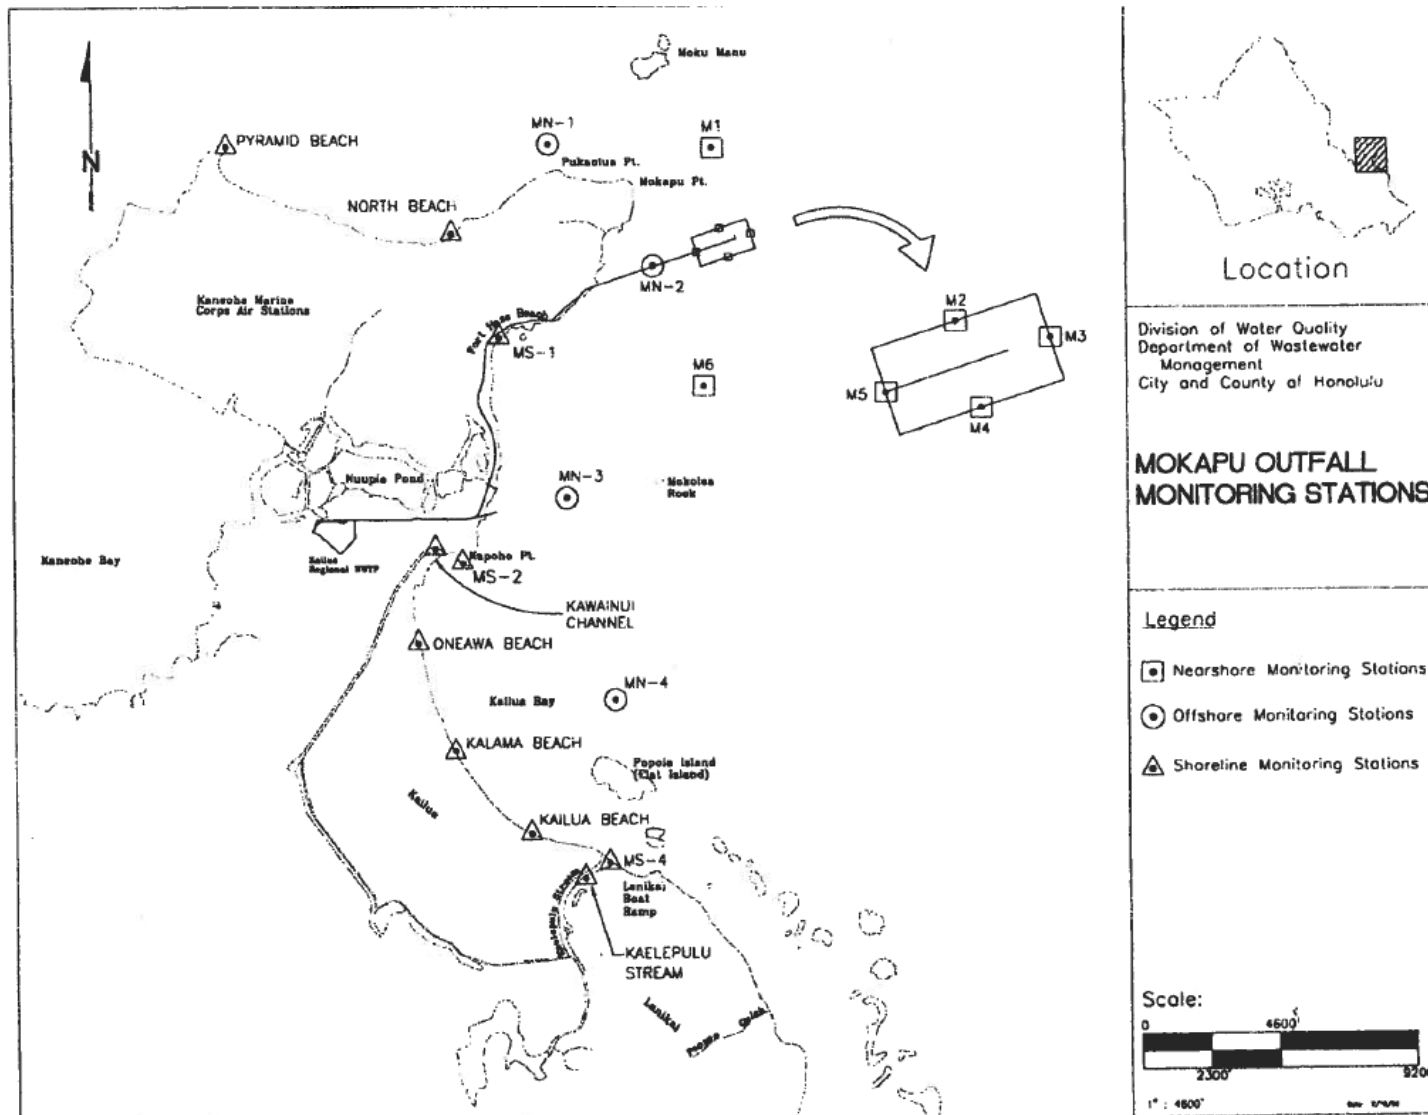 Moku Manu
MN-1
M1
PYRAMID BEACH
N
Mokapu Pt.
NORTH BEACH
MN-2
Kaneohe Marine
Corps Air Stations
Beach
MS-1
M6
M2
M3
M5
M4
Nuupia Pond
MN-3
Rock
Kaneohe Bay
Kailua
Regional WWTP
Kapoho Pt.
MS-2
KAWAINUI
CHANNEL
ONEAWA BEACH
MN-4
Kailua Bay
KALAMA BEACH
Popoia Island
(Flat Island)
Kailua
KAILUA BEACH
MS-4
Lanikai
Boat
Ramp
KAELEPULU
STREAM
Lanikai
Location
Division of Water Quality
Department of Wastewater
Management
City and County of Honolulu
MOKAPU OUTFALL
MONITORING STATIONS
Legend
Nearshore Monitoring Stations
Offshore Monitoring Stations
Shoreline Monitoring Stations
Scale:
0
4600'
2300
9200
1" : 4600'